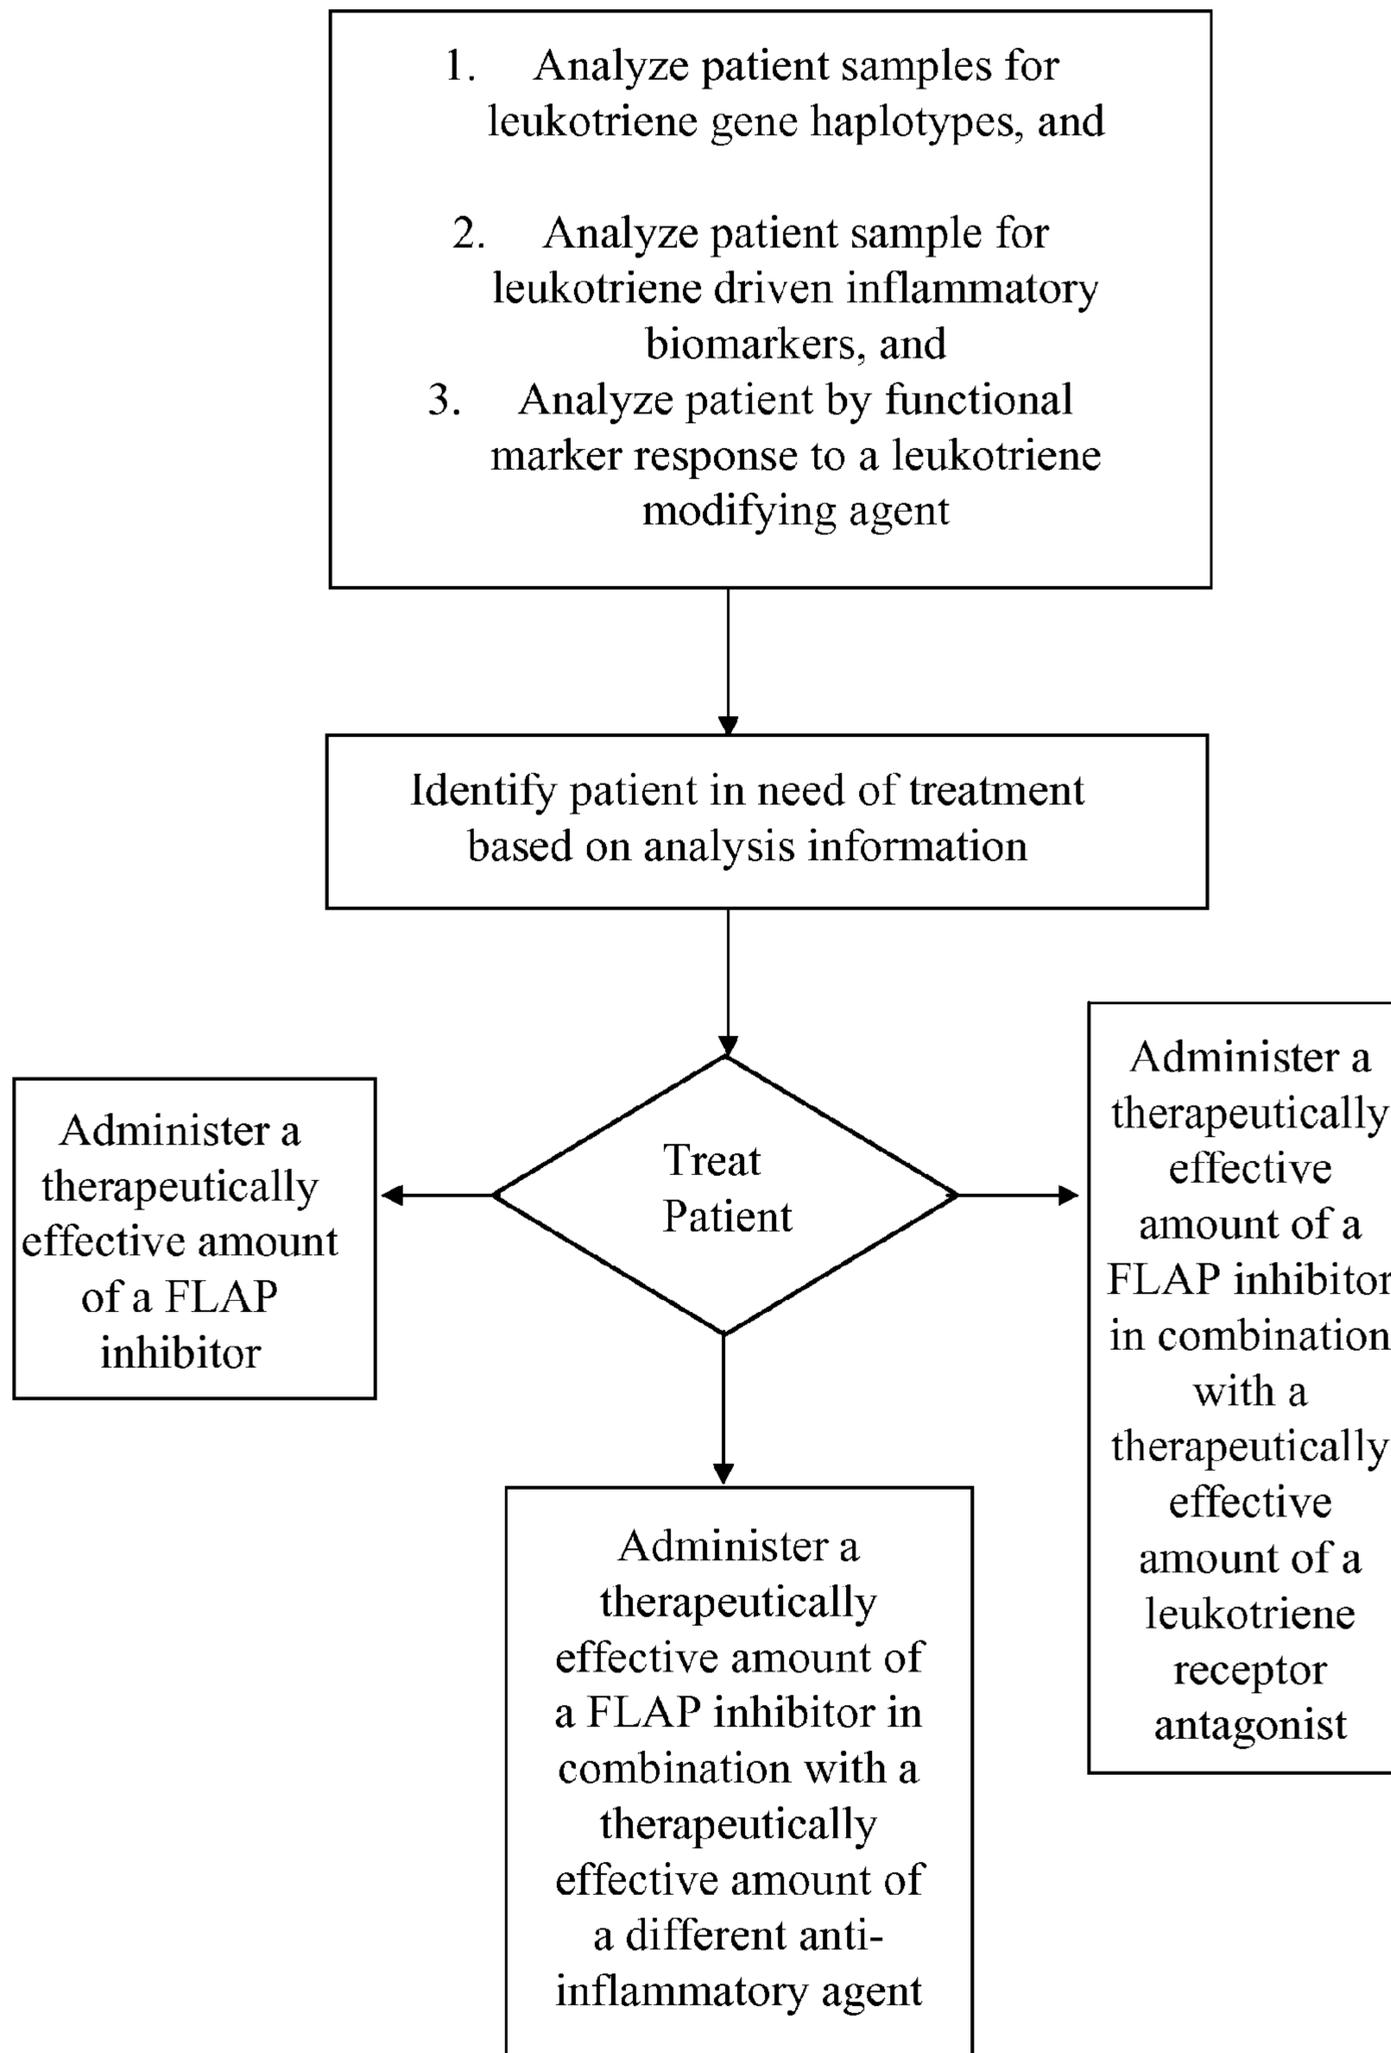 1. Analyze patient samples for
leukotriene gene haplotypes, and
2. Analyze patient sample for
leukotriene driven inflammatory
biomarkers, and
3. Analyze patient by functional
marker response to a leukotriene
modifying agent
Identify patient in need of treatment
based on analysis information
Treat
Patient
Administer a
therapeutically
effective amount
of a FLAP
inhibitor
Administer a
therapeutically
effective amount of
a FLAP inhibitor in
combination with a
therapeutically
effective amount of
a different anti-
inflammatory agent
Administer a
therapeutically
effective
amount of a
FLAP inhibitor
in combination
with a
therapeutically
effective
amount of a
leukotriene
receptor
antagonist